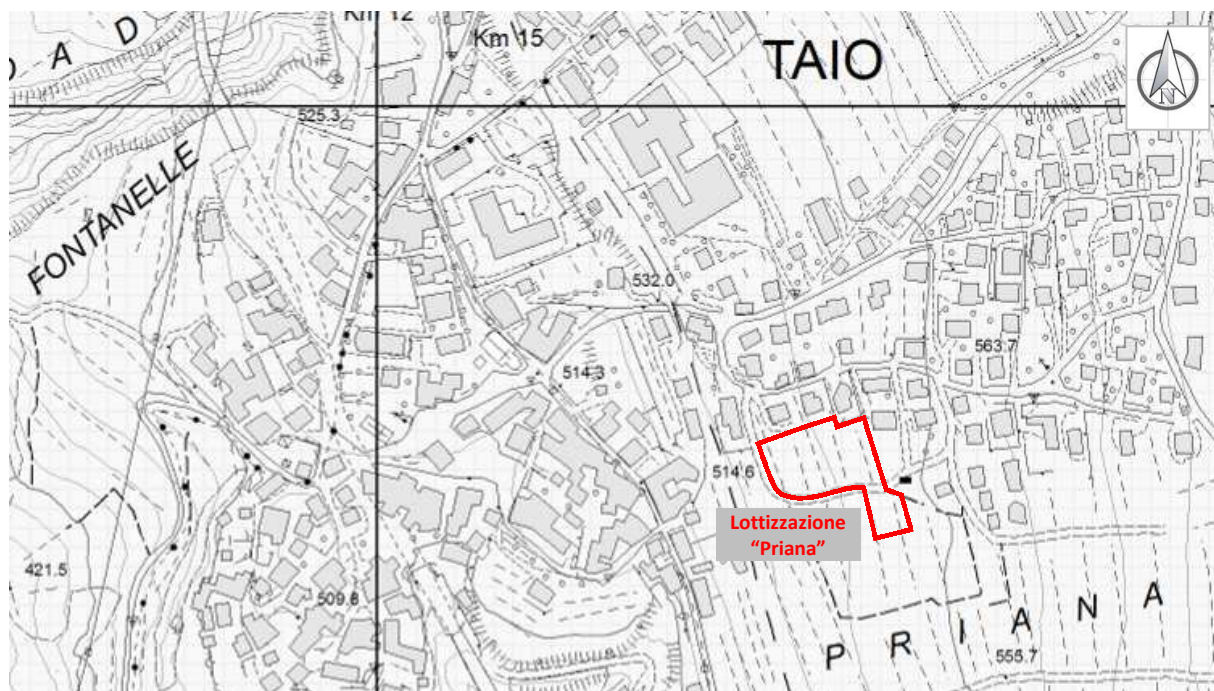 Km 12
Km 15
TAIO
O A D
N
525.3
FONTANELLE
532.0
563.7
514.3
514.6
Lottizzazione
“Priana”
421.5
509.8
PRIANA
555.7